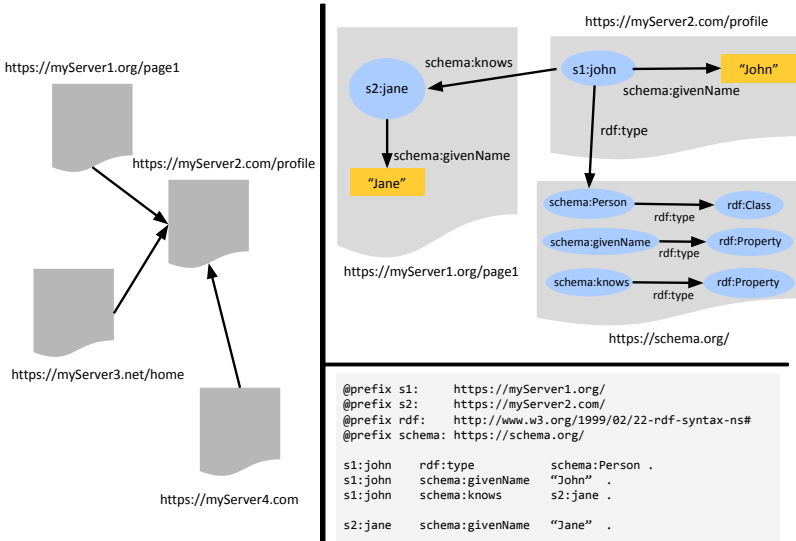 https://myServer1.org/page1
https://myServer2.com/profile
https://myServer3.net/home
https://myServer4.com
https://myServer2.com/profile
schema:knows
s1:john
“John”
s2:jane
schema:givenName
rdf:type
schema:givenName
“Jane”
schema:Person
rdf:Class
rdf:type
schema:givenName
rdf:Property
rdf:type
schema:knows
rdf:Property
rdf:type
https://myServer1.org/page1
https://schema.org/
@prefix s1: https://myServer1.org/
@prefix s2: https://myServer2.com/
@prefix rdf: http://www.w3.org/1999/02/22-rdf-syntax-ns#
@prefix schema: https://schema.org/
s1:john rdf:type schema:Person .
s1:john schema:givenName “John” .
s1:john schema:knows s2:jane .
s2:jane schema:givenName “Jane” .